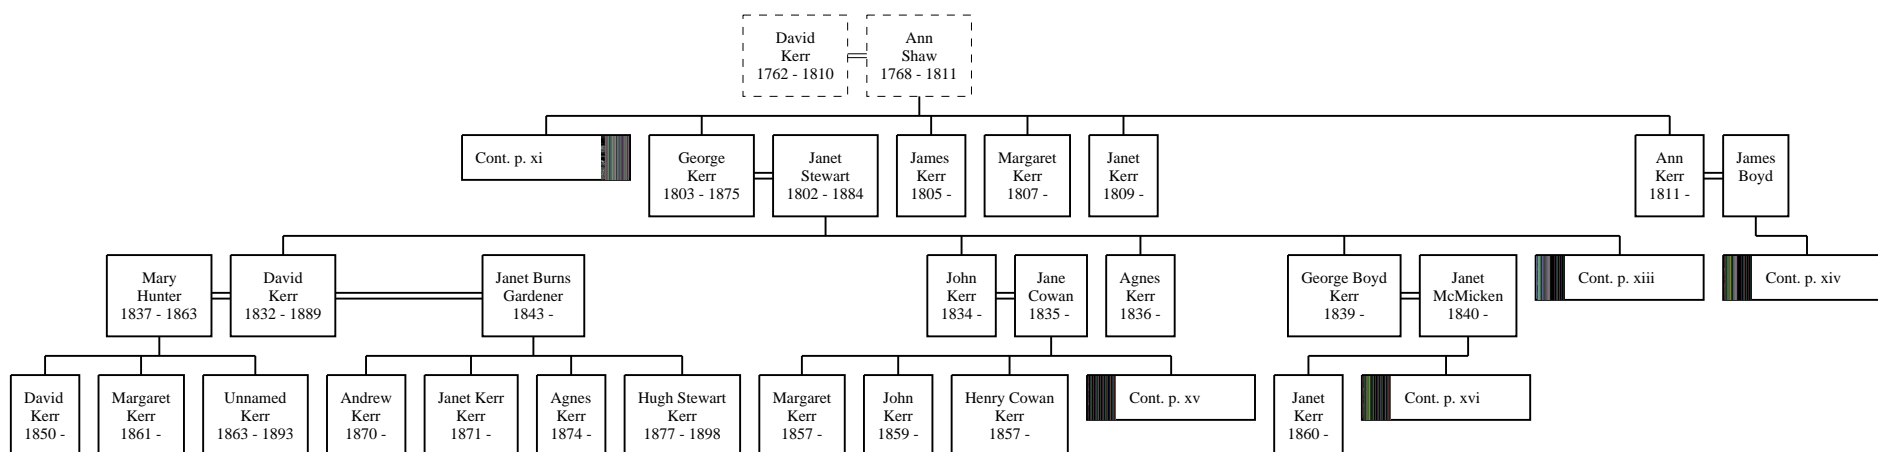 David
Kerr
1762 - 1810
Ann
Shaw
1768 - 1811
Cont. p. xi
George
Kerr
1803 - 1875
Janet
Stewart
1802 - 1884
James
Kerr
1805 -
Margaret
Kerr
1807 -
Janet
Kerr
1809 -
Ann
Kerr
1811 -
James
Boyd
Mary
Hunter
1837 - 1863
David
Kerr
1832 - 1889
Janet Burns
Gardener
1843 -
John
Kerr
1834 -
Jane
Cowan
1835 -
Agnes
Kerr
1836 -
George Boyd
Kerr
1839 -
Janet
McMicken
1840 -
Cont. p. xiii
Cont. p. xiv
David
Kerr
1850 -
Margaret
Kerr
1861 -
Unnamed
Kerr
1863 - 1893
Andrew
Kerr
1870 -
Janet Kerr
Kerr
1871 -
Agnes
Kerr
1874 -
Hugh Stewart
Kerr
1877 - 1898
Margaret
Kerr
1857 -
John
Kerr
1859 -
Henry Cowan
Kerr
1857 -
Cont. p. xv
Janet
Kerr
1860 -
Cont. p. xvi